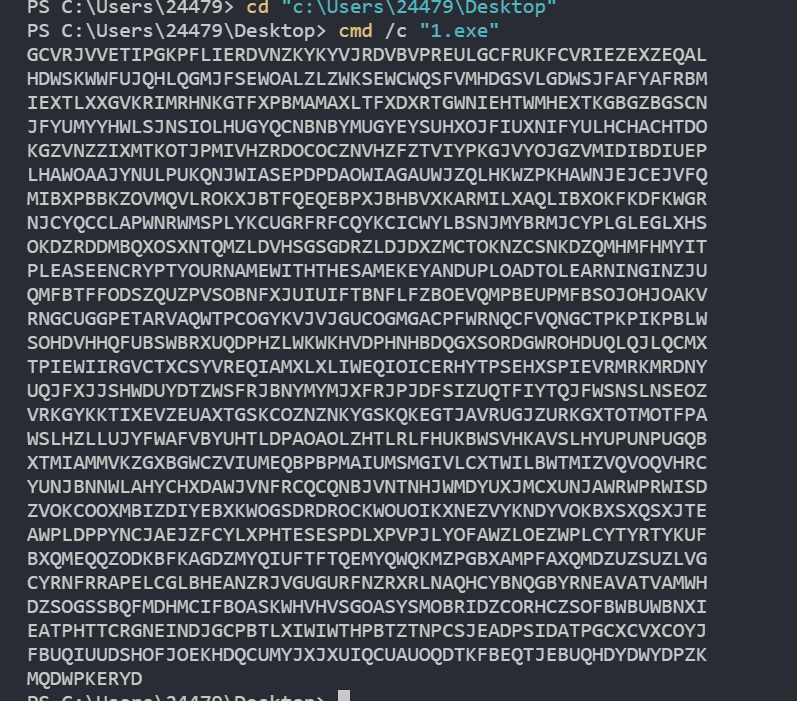 PS C:\Users\24479> cd "c:\Users\24479\Desktop"
PS C:\Users\24479\Desktop> cmd /c "1.exe"
GCVRJVVETIPGKPFLIERDVNZKYKYVJRDVBVPREULGCFRUKFCVRIEZEXZEQAL
HDWSKWWFUJQHLQGMJFSEWOALZLZWKSEWCWQSFVMHDGSVLGDWSJFAFYAFRBM
IEXTLXXGVKRIMRHNKGTFXPBMAMAXLTFXDXRTGWNIEHTWMHEXTKGBGZBGSCN
JFYUMYYHWLSJNSIOLHUGYQCNBNBYMUGYEYSUHXOJFIUXNIFYULHCHACHTDO
KGZVNZZIXMTKOTJPMIVHZRDOCOCZNVHZFZTVIYPKGJVYOJGZVMIDIBDIUEP
LHAWOAAJYNULPUKQNJWIASEPDPDAOWIAGAUWJZQLHKWZPKHAWNJEJCEJVFQ
MIBXPBBKZOVMQVLROKXJBTFQEQEBPXJBHBVXKARMILXAQLIBXOKFKDFKWGR
NJCYQCCLAPWNRWMSPLYKCUGRFRFCQYKCICWYLBSNJMYBRMJCYPLGLEGLXHS
OKDZRDDMBQXOSXNTQMZLDVHSGSGDRZLDJDXZMCTOKNZCSNKDZQMHMFHMYIT
PLEASEENCRYPTYOURNAMEWITHTHESAMEKEYANDUPLOADTOLEARNINGINZJU
QMFBTFFODSZQUZPVSOBNFXJUIUIFTBNFLFZBOEVQMPBEUPMFBSOJOHJOAKV
RNGCUGGPETARVAQWTPCOGYKVJVJGUCOGMGACPFWRNQCFVQNGCTPKPIKPBLW
SOHDVHHQFUBSWBRXUQDPHZLWKWKHVDPHNHBDQGXSORDGWROHDUQLQJLQCMX
TPIEWIIRGVCTXCSYVREQIAMXLXLIWEQIOICERHYTPSEHXSPIEVRMRKMRDNY
UQJFXJJSHWDUYDTZWSFRJBNYMYMJXFRJPJDFSIZUQTFIYTQJFWSNSLNSEOZ
VRKGYKKTIXEVZEUAXTGSKCOZNZNKYGSKQKEGTJAVRUGJZURKGXTOTMOTFPA
WSLHZLLUJYFWAFVBYUHTLDPAOAOLZHTLRLFHUKBWSVHKAVSLHYUPUNPUGQB
XTMIAMMVKZGXBGWCZVIUMEQBPBPMAIUMSMGIVLCXTWILBWTMIZVQVOQVHRC
YUNJBNNWLAHYCHXDAWJVNFRCQCQNBJVNTNHJWMDYUXJMCXUNJAWRWPRWISD
ZVOKCOOXMBIZDIYEBXKWOGSDRDROCKWOUOIKXNEZVYKNDYVOKBXSXQSXJTE
AWPLDPPYNCJAEJZFCYLXPHTESESPDLXPVPJLYOFAWZLOEZWPLCYTYRTYKUF
BXQMEQQZODKBFKAGDZMYQIUFTFTQEMYQWQKMZPGBXAMPFAXQMDZUZSUZLVG
CYRNFRRAPELCGLBHEANZRJVGUGURFNZRXRLNAQHCYBNQGBYRNEAVATVAMWH
DZSOGSSBQFMDHMCIFBOASKWHVHVSGOASYSMOBRIDZCORHCZSOFBWBUWBNXI
EATPHTTCRGNEINDJGCPBTLXIWIWTHPBTZTNPCSJEADPSIDATPGCXCVXCOYJ
FBUQIUUDSHOFJOEKHDQCUMYJXJXUIQCUAUOQDTKFBEQTJEBUQHDYDWYDPZK
MQDWPKERYD
PS C:\Users\24479\Desktop>